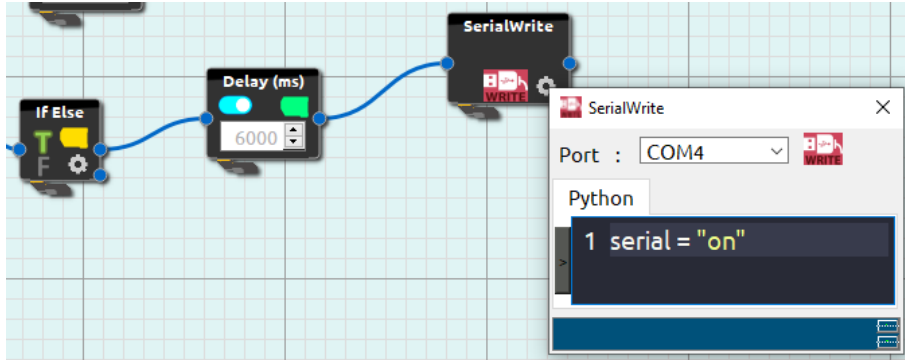 SerialWrite
WRITE
Delay (ms)
6000
If Else
T
F
SerialWrite
Port : COM4
WRITE
Python
1 serial = "on"
>